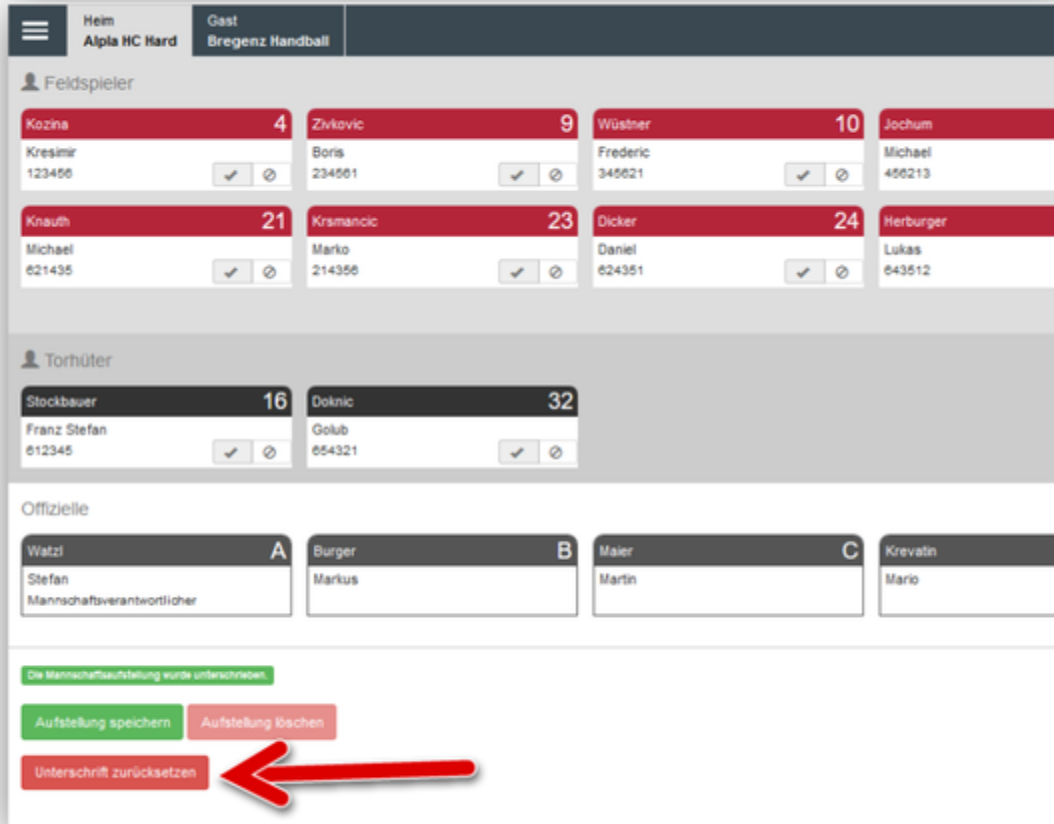 Heim
Alpla HC Hard
Gast
Bregenz Handball
Feldspieler
Kozina 4
Kresimir
123456
Zivkovic 9
Boris
234561
Wüstner 10
Frederic
345621
Jochum
Michael
456213
Knauth 21
Michael
621435
Krsmancic 23
Marko
214356
Dicker 24
Daniel
624351
Herburger
Lukas
643512
Torhüter
Stockbauer 16
Franz Stefan
612345
Doknic 32
Golub
654321
Offizielle
Watzl A
Stefan
Mannschaftsverantwortlicher
Burger B
Markus
Maier C
Martin
Krevatin
Mario
Die Mannschaftsaufstellung wurde unterschrieben.
Aufstellung speichern
Aufstellung löschen
Unterschrift zurücksetzen